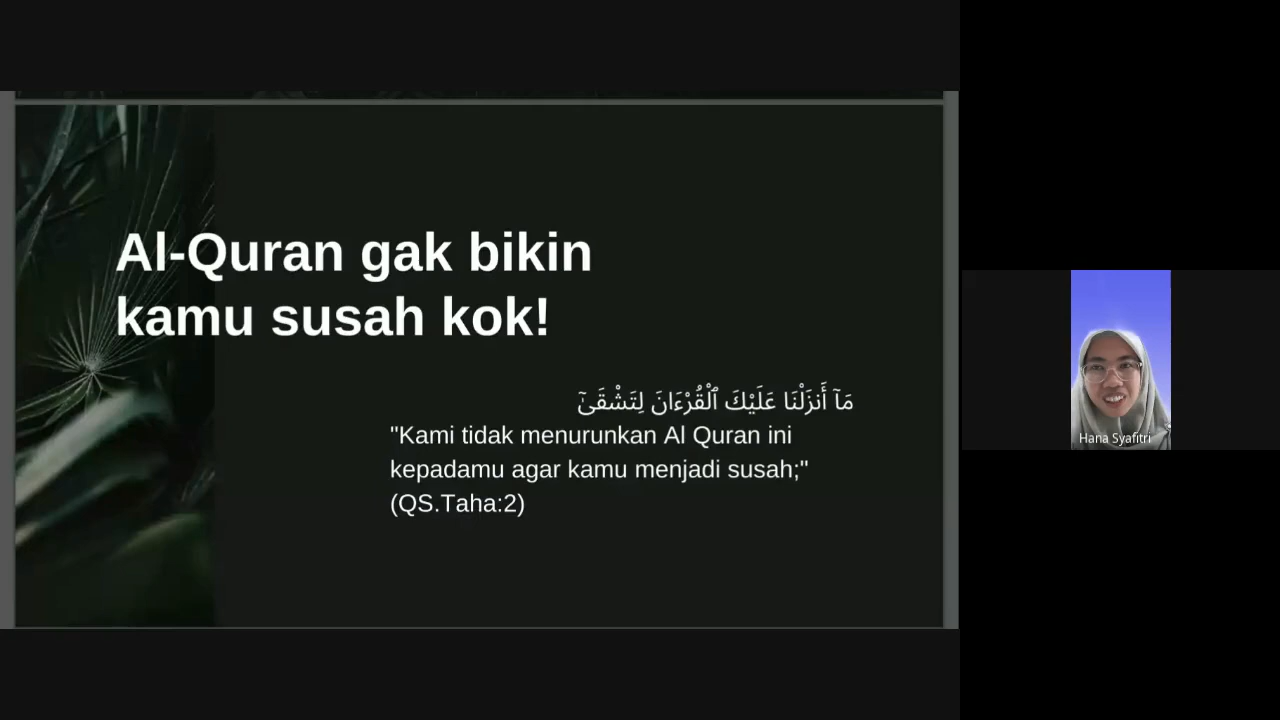 Al-Quran gak bikin
kamu susah kok!
مَآ أَنزَلْنَا عَلَيْكَ ٱلْقُرْءَانَ لِتَشْقَىٰٓ
"Kami tidak menurunkan Al Quran ini
kepadamu agar kamu menjadi susah;"
(QS.Taha:2)
Hana Syafitri